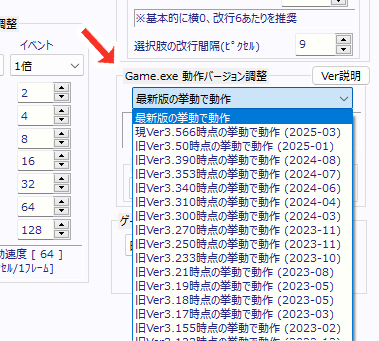 ※基本的に横0、改行6あたりを推奨
調整
イベント
選択肢の改行間隔(ﾋﾟｸｾﾙ)
9
1倍
Game.exe 動作バージョン調整
Ver説明
2
最新版の挙動で動作
4
最新版の挙動で動作
8
現Ver3.566時点の挙動で動作 (2025-03)
旧Ver3.50時点の挙動で動作 (2025-01)
16
旧Ver3.390時点の挙動で動作 (2024-08)
旧Ver3.353時点の挙動で動作 (2024-07)
32
旧Ver3.340時点の挙動で動作 (2024-06)
64
旧Ver3.310時点の挙動で動作 (2024-04)
旧Ver3.300時点の挙動で動作 (2024-03)
128
ゲー
旧Ver3.270時点の挙動で動作 (2023-11)
動速度 [ 64 ]
旧Ver3.250時点の挙動で動作 (2023-11)
セル/1フレーム]
旧Ver3.233時点の挙動で動作 (2023-10)
旧Ver3.21時点の挙動で動作 (2023-08)
旧Ver3.19時点の挙動で動作 (2023-05)
旧Ver3.18時点の挙動で動作 (2023-05)
旧Ver3.17時点の挙動で動作 (2023-03)
旧Ver3.155時点の挙動で動作 (2023-02)